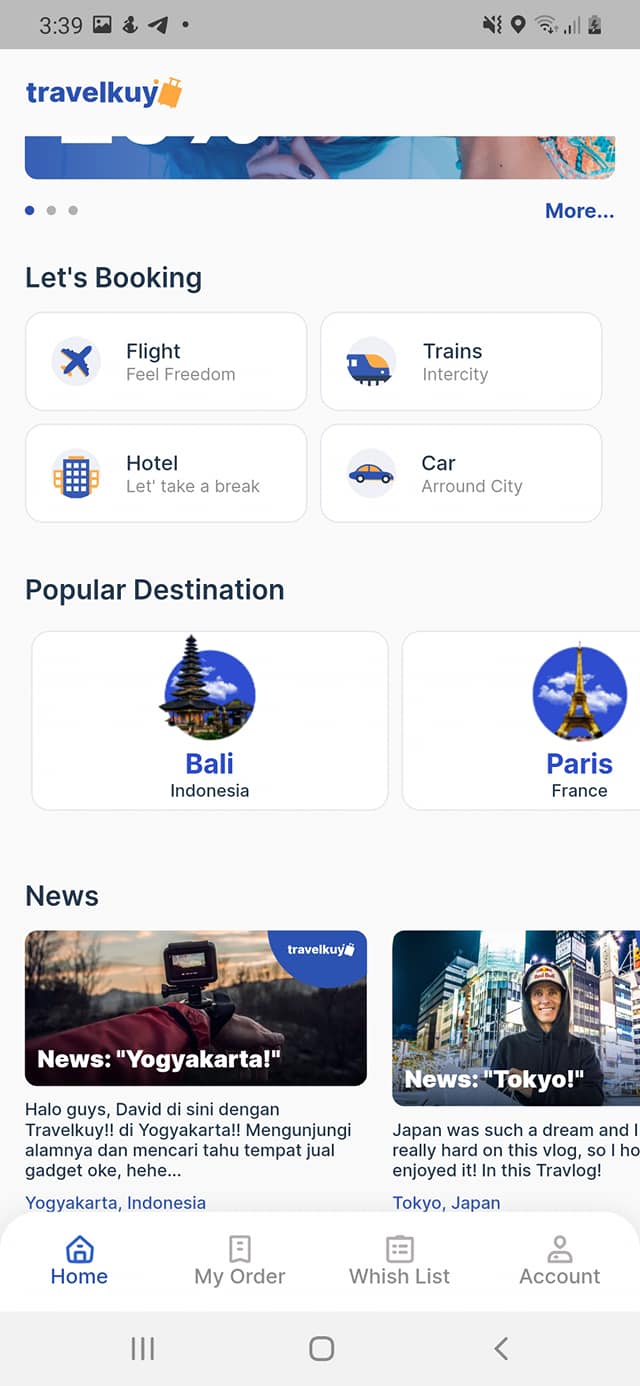 3:39
travelkuy
More...
Let's Booking
Flight
Feel Freedom
Trains
Intercity
Hotel
Let' take a break
Car
Arround City
Popular Destination
Bali
Indonesia
Paris
France
News
travelkuy
News: "Yogyakarta!"
Halo guys, David di sini dengan
Travelkuy!! di Yogyakarta!! Mengunjungi
alamnya dan mencari tahu tempat jual
gadget oke, hehe...
Yogyakarta, Indonesia
Red Bull
News: "Tokyo!"
Japan was such a dream and I
really hard on this vlog, so I ho
enjoyed it! In this Travlog!
Tokyo, Japan
Home
My Order
Whish List
Account